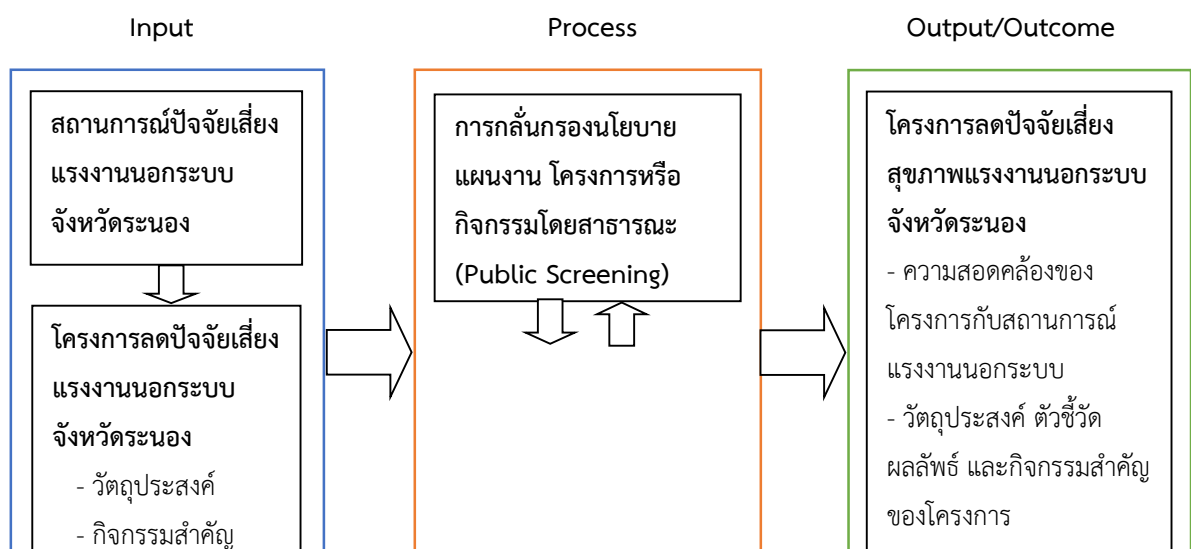 Input
Process
Output/Outcome
สถานการณ์ปัจจัยเสี่ยง
แรงงานนอกระบบ
จังหวัดระนอง
โครงการลดปัจจัยเสี่ยง
แรงงานนอกระบบ
จังหวัดระนอง
- วัตถุประสงค์
- กิจกรรมสำคัญ
การกลั่นกรองนโยบาย
แผนงาน โครงการหรือ
กิจกรรมโดยสาธารณะ
(Public Screening)
โครงการลดปัจจัยเสี่ยง
สุขภาพแรงงานนอกระบบ
จังหวัดระนอง
- ความสอดคล้องของ
โครงการกับสถานการณ์
แรงงานนอกระบบ
- วัตถุประสงค์ ตัวชี้วัด
ผลลัพธ์ และกิจกรรมสำคัญ
ของโครงการ